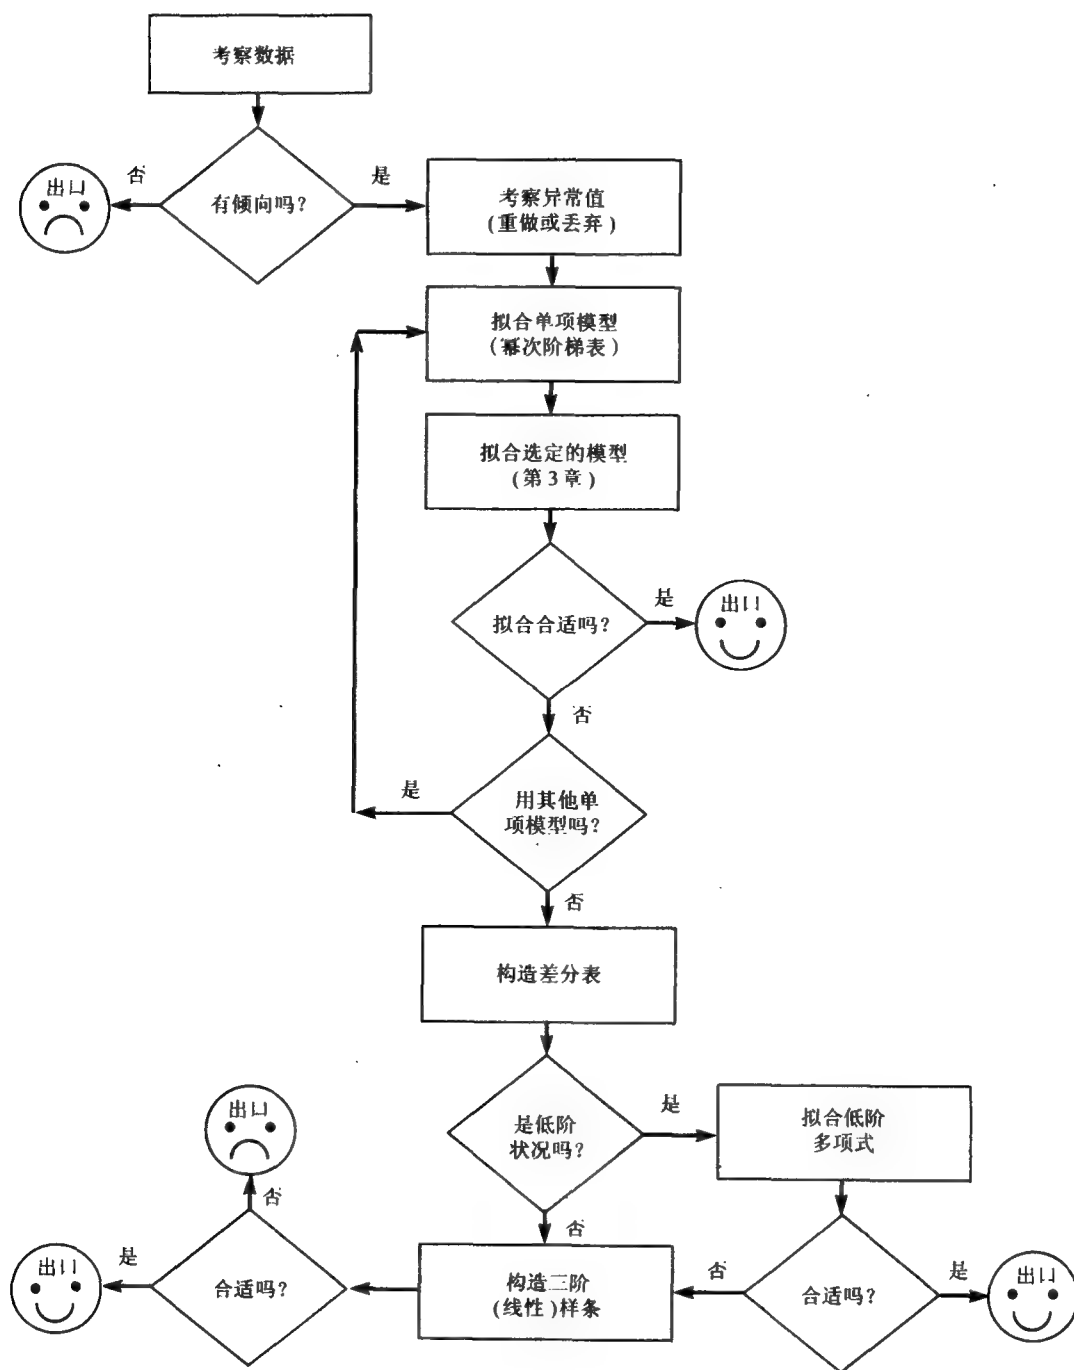 考察数据
否
是
出口
有倾向吗?
考察异常值
(重做或丢弃)
拟合单项模型
(幂次阶梯表)
拟合选定的模型
(第3章)
是
出口
拟合合适吗?
否
是
用其他单
项模型吗?
否
构造差分表
出口
是低阶
状况吗?
是
拟合低阶
多项式
否
否
是
出口
合适吗?
构造三阶
(线性)样条
否
合适吗?
是
出口